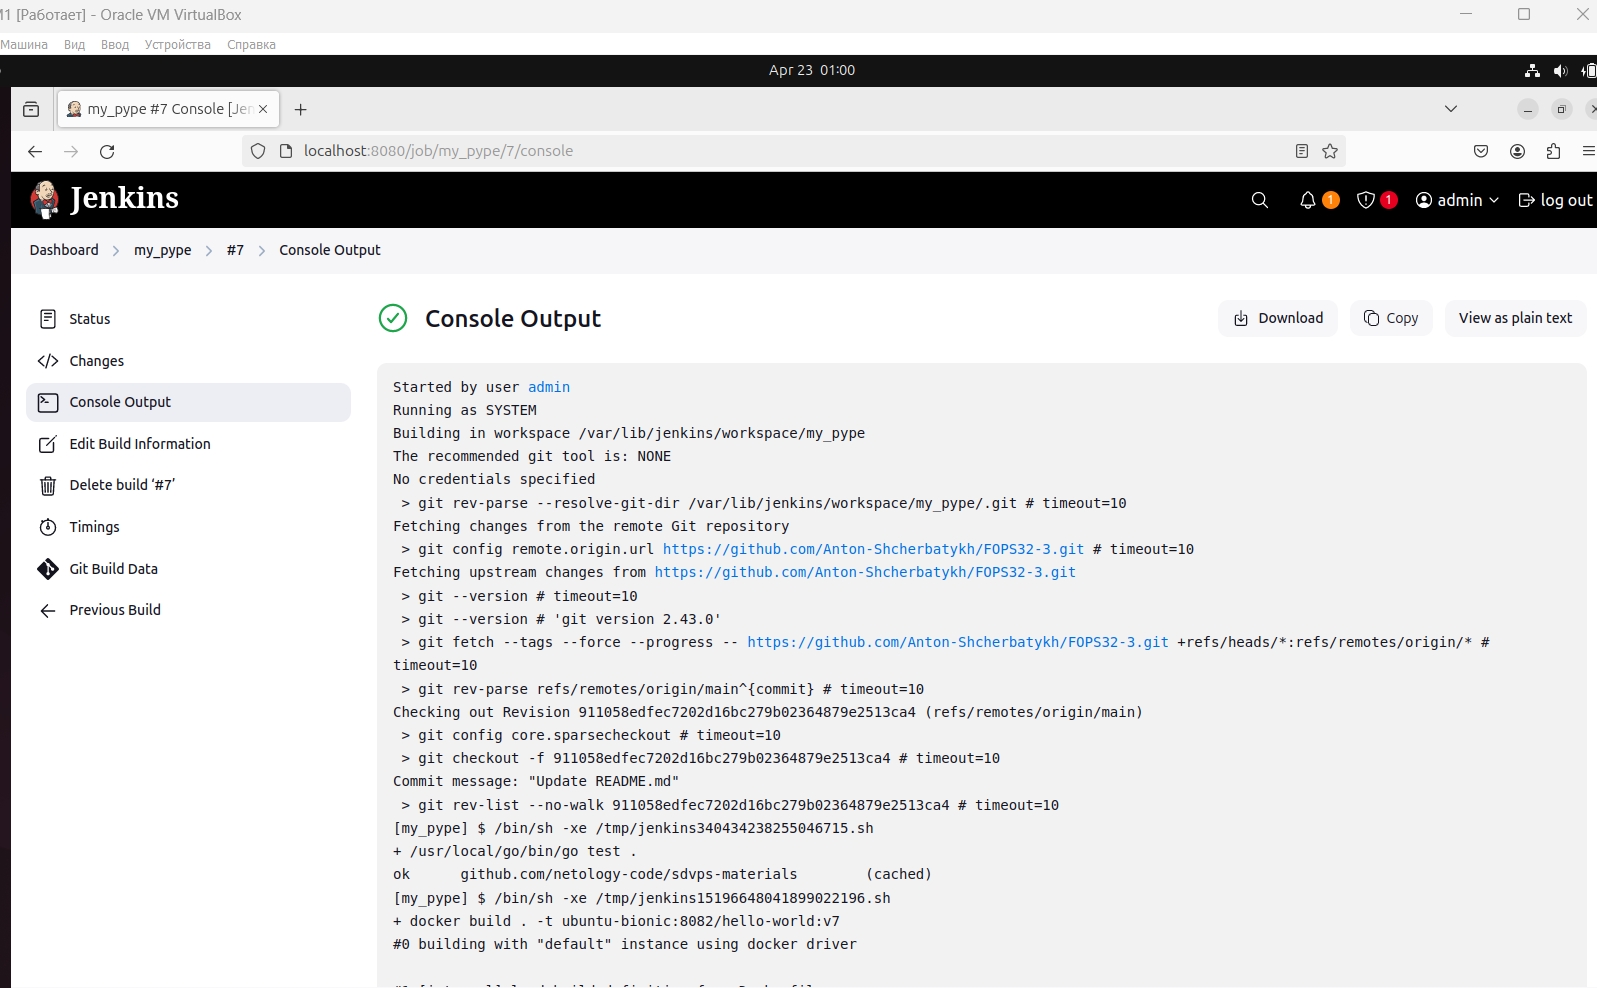 [Работает] - Oracle VM VirtualBox
Машина Вид Ввод Устройства Справка
Apr 23 01:00
my_pype #7 Console [Jen
localhost:8080/job/my_pype/7/console
Jenkins
1
1
admin
log out
Dashboard
my_pype
#7
Console Output
Status
Changes
Console Output
Edit Build Information
Delete build ‘#7’
Timings
Git Build Data
Previous Build
Console Output
Download
Copy
View as plain text
Started by user admin
Running as SYSTEM
Building in workspace /var/lib/jenkins/workspace/my_pype
The recommended git tool is: NONE
No credentials specified
> git rev-parse --resolve-git-dir /var/lib/jenkins/workspace/my_pype/.git # timeout=10
Fetching changes from the remote Git repository
> git config remote.origin.url https://github.com/Anton-Shcherbatykh/FOPS32-3.git # timeout=10
Fetching upstream changes from https://github.com/Anton-Shcherbatykh/FOPS32-3.git
> git --version # timeout=10
> git --version # 'git version 2.43.0'
> git fetch --tags --force --progress -- https://github.com/Anton-Shcherbatykh/FOPS32-3.git +refs/heads/*:refs/remotes/origin/* #
timeout=10
> git rev-parse refs/remotes/origin/main^{commit} # timeout=10
Checking out Revision 911058edfec7202d16bc279b02364879e2513ca4 (refs/remotes/origin/main)
> git config core.sparsecheckout # timeout=10
> git checkout -f 911058edfec7202d16bc279b02364879e2513ca4 # timeout=10
Commit message: "Update README.md"
> git rev-list --no-walk 911058edfec7202d16bc279b02364879e2513ca4 # timeout=10
[my_pype] $ /bin/sh -xe /tmp/jenkins340434238255046715.sh
+ /usr/local/go/bin/go test .
ok github.com/netology-code/sdvps-materials (cached)
[my_pype] $ /bin/sh -xe /tmp/jenkins15196648041899022196.sh
+ docker build . -t ubuntu-bionic:8082/hello-world:v7
#0 building with "default" instance using docker driver